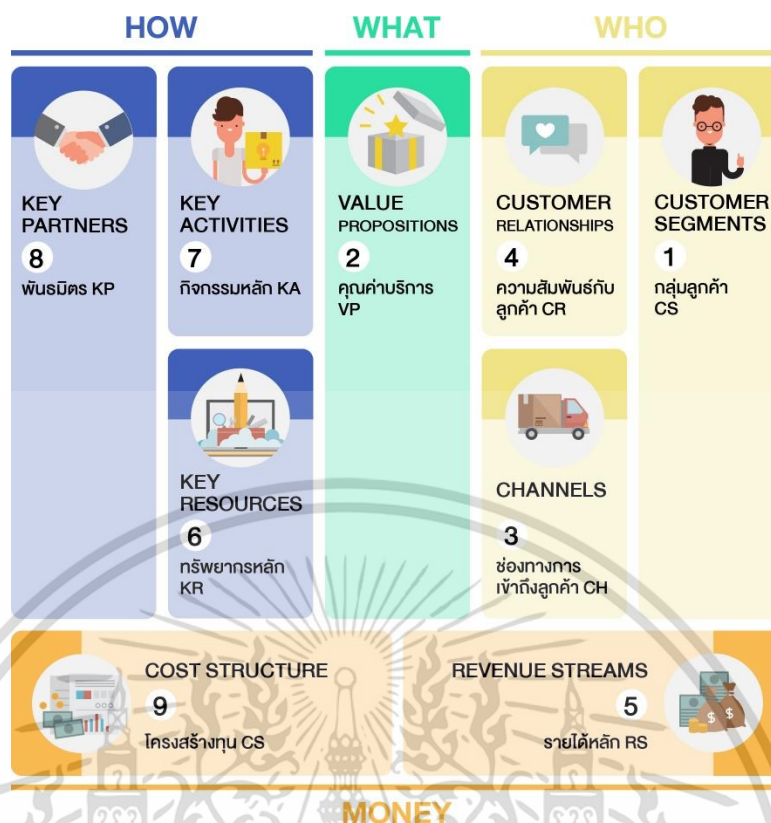 HOW
WHAT
WHO
KEY
PARTNERS
8
พันธมิตร KP
KEY
ACTIVITIES
7
กิจกรรมหลัก KA
KEY
RESOURCES
6
ทรัพยากรหลัก
KR
VALUE
PROPOSITIONS
2
คุณค่าบริการ
VP
CUSTOMER
RELATIONSHIPS
4
ความสัมพันธ์กับ
ลูกค้า CR
CHANNELS
3
ช่องทางการ
เข้าถึงลูกค้า CH
CUSTOMER
SEGMENTS
1
กลุ่มลูกค้า
CS
COST STRUCTURE
9
โครงสร้างทุน CS
REVENUE STREAMS
5
รายได้หลัก RS
MONEY